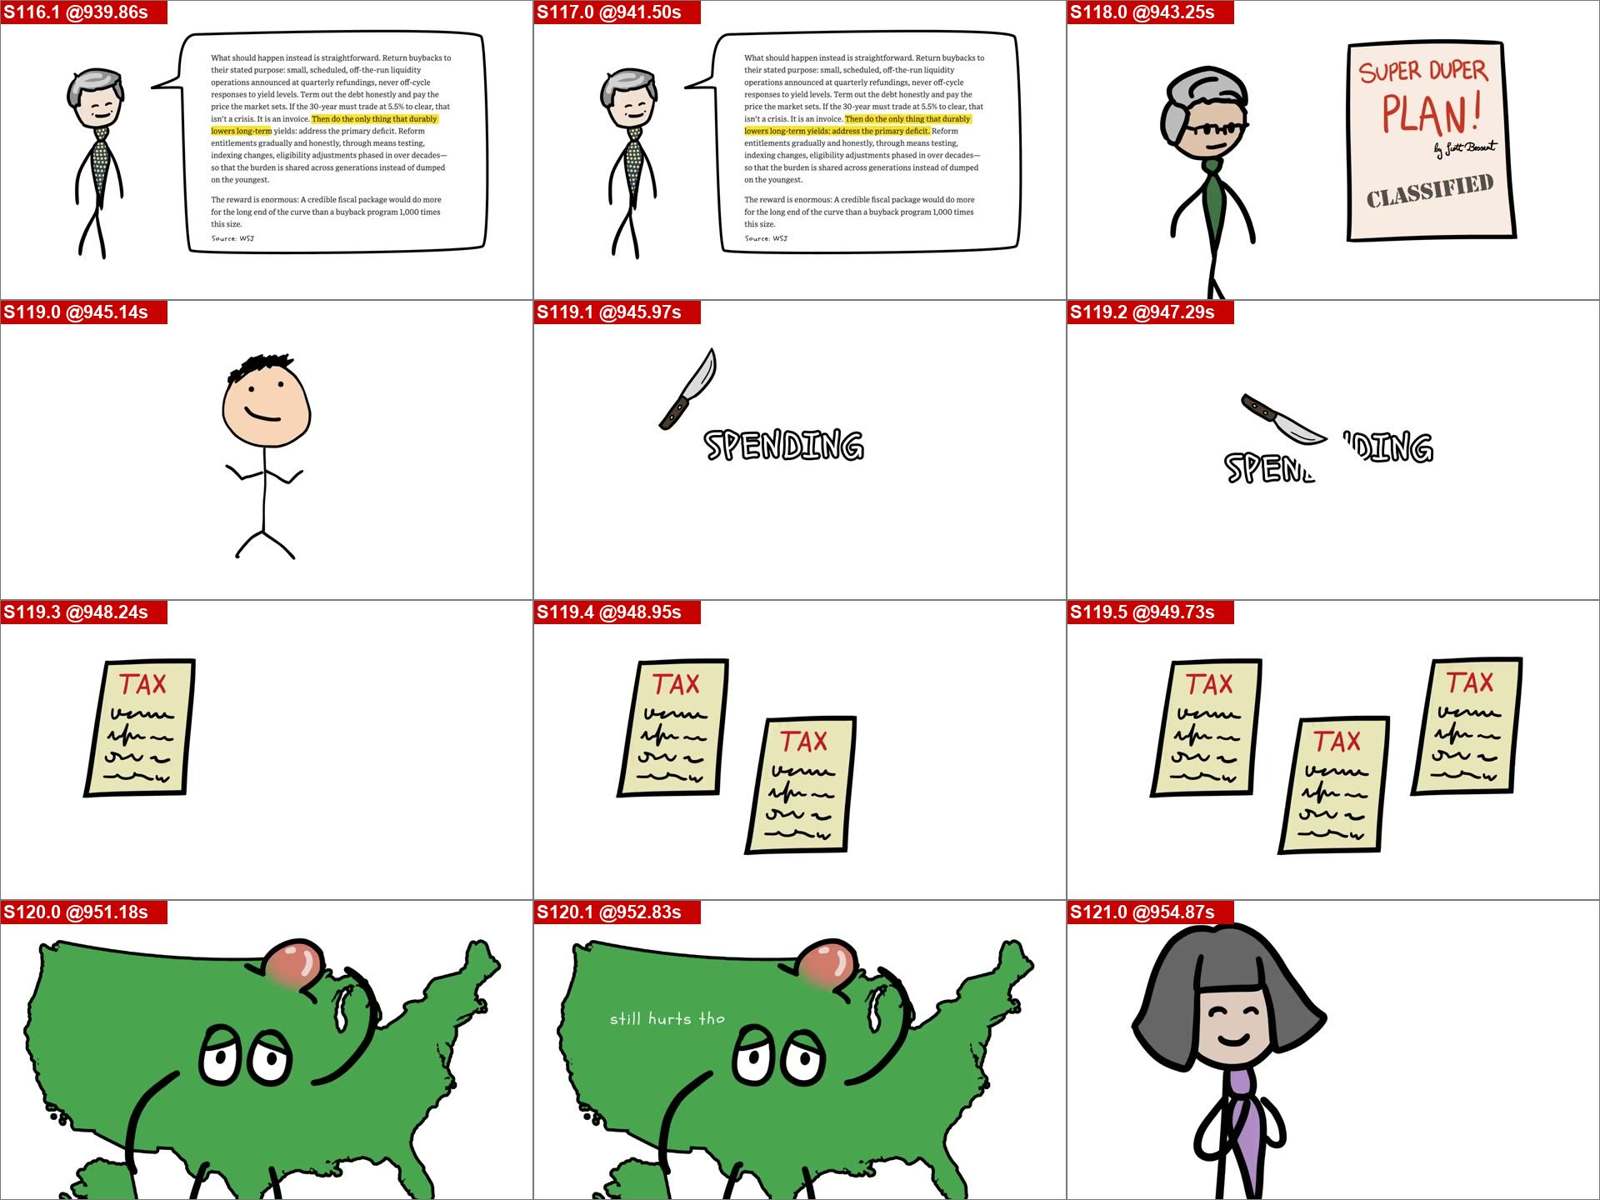 S116.1 @939.86s
What should happen instead is straightforward. Return buybacks to
their stated purpose: small, scheduled, off-the-run liquidity
operations announced at quarterly refundings, never off-cycle
responses to yield levels. Term out the debt honestly and pay the
price the market sets. If the 30-year must trade at 5.5% to clear, that
isn't a crisis. It is an invoice. Then do the only thing that durably
lowers long-term yields: address the primary deficit. Reform
entitlements gradually and honestly, through means testing,
indexing changes, eligibility adjustments phased in over decades—
so that the burden is shared across generations instead of dumped
on the youngest.
The reward is enormous: A credible fiscal package would do more
for the long end of the curve than a buyback program 1,000 times
this size.
Source: WSJ
S117.0 @941.50s
What should happen instead is straightforward. Return buybacks to
their stated purpose: small, scheduled, off-the-run liquidity
operations announced at quarterly refundings, never off-cycle
responses to yield levels. Term out the debt honestly and pay the
price the market sets. If the 30-year must trade at 5.5% to clear, that
isn't a crisis. It is an invoice. Then do the only thing that durably
lowers long-term yields: address the primary deficit. Reform
entitlements gradually and honestly, through means testing,
indexing changes, eligibility adjustments phased in over decades—
so that the burden is shared across generations instead of dumped
on the youngest.
The reward is enormous: A credible fiscal package would do more
for the long end of the curve than a buyback program 1,000 times
this size.
Source: WSJ
S118.0 @943.25s
SUPER DUPER
PLAN!
by Scott Bessent
CLASSIFIED
S119.0 @945.14s
S119.1 @945.97s
SPENDING
S119.2 @947.29s
SPENDING
S119.3 @948.24s
TAX
S119.4 @948.95s
TAX
TAX
S119.5 @949.73s
TAX
TAX
TAX
S120.0 @951.18s
S120.1 @952.83s
still hurts tho
S121.0 @954.87s